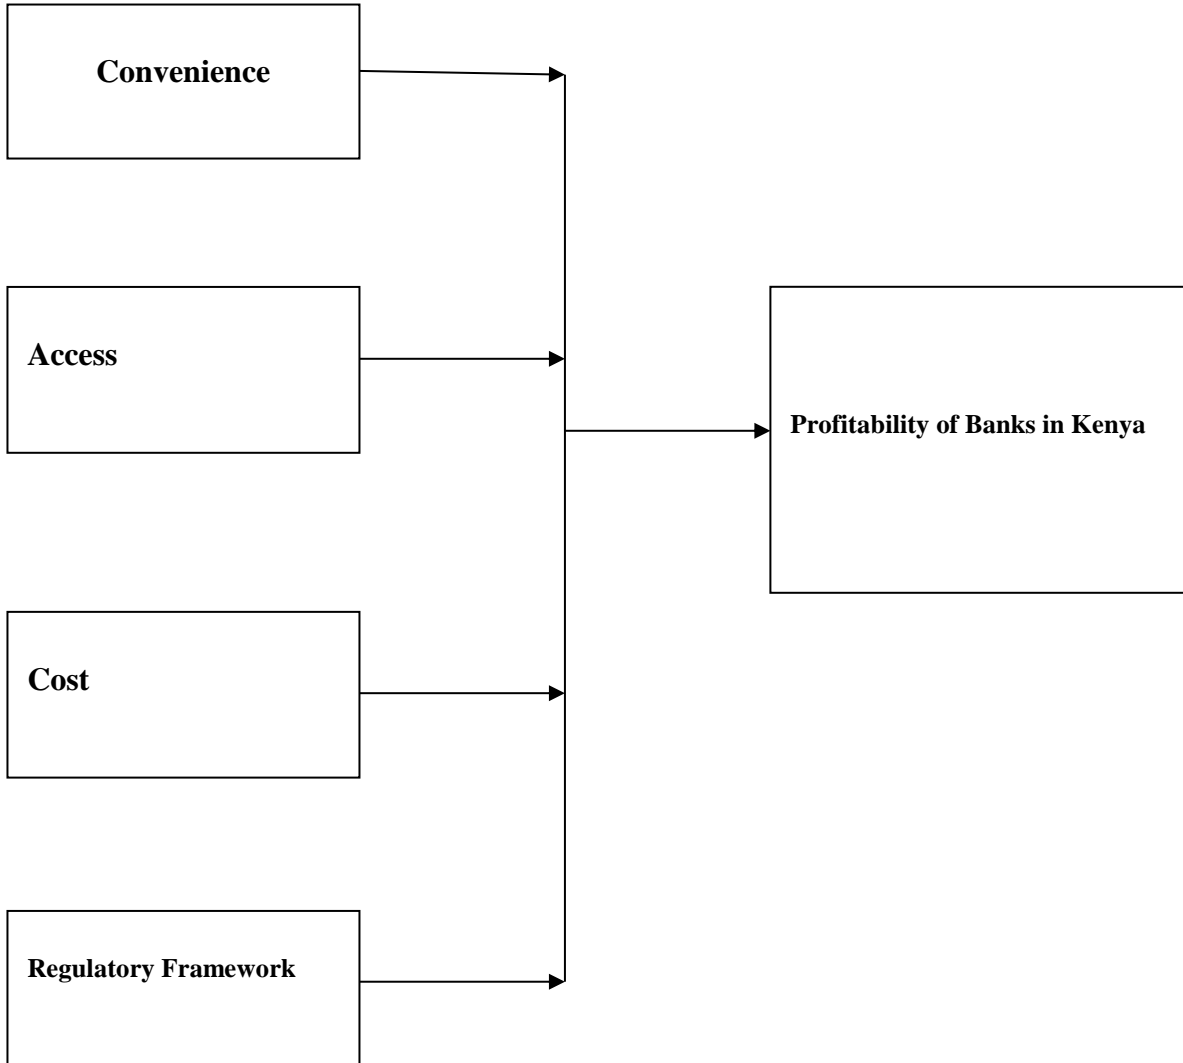 Convenience
Access
Profitability of Banks in Kenya
Cost
Regulatory Framework